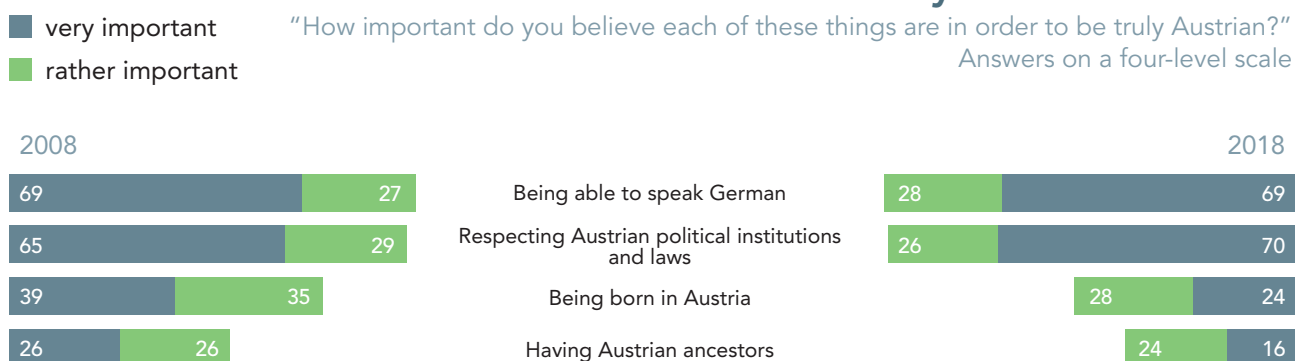 very important
"How important do you believe each of these things are in order to be truly Austrian?"
rather important
Answers on a four-level scale
2008
2018
69 27 Being able to speak German 28 69
65 29 Respecting Austrian political institutions
and laws 26 70
39 35 Being born in Austria 28 24
26 26 Having Austrian ancestors 24 16